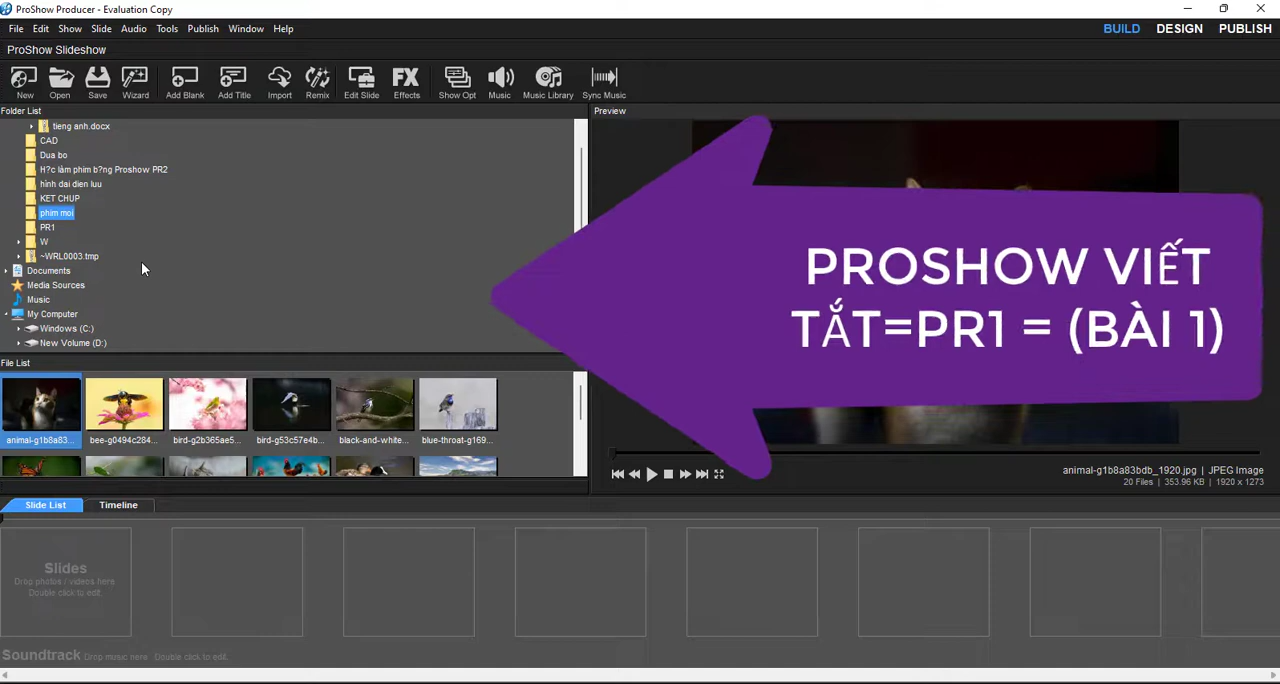 ProShow Producer - Evaluation Copy
File Edit Show Slide Audio Tools Publish Window Help
BUILD DESIGN PUBLISH
ProShow Slideshow
New Open Save Wizard Add Blank Add Title Import Remix Edit Slide Effects Show Opt Music Music Library Sync Music
FX
Folder List
tieng anh.docx
CAD
Dua bo
H?c làm phim b?ng Proshow PR2
hình dai dien luu
KET CHUP
phim moi
PR1
W
~WRL0003.tmp
Documents
Media Sources
Music
My Computer
Windows (C:)
New Volume (D:)
Preview
PROSHOW VIẾT
TẮT=PR1 = (BÀI 1)
File List
animal-g1b8a83...
bee-g0494c284...
bird-g2b365ae5...
bird-g53c57e4b...
black-and-white...
blue-throat-g169...
animal-g1b8a83bdb_1920.jpg | JPEG Image
20 Files | 353.96 KB | 1920 x 1273
Slide List Timeline
Slides
Drop photos / videos here
Double click to edit.
Soundtrack Drop music here. Double click to edit.